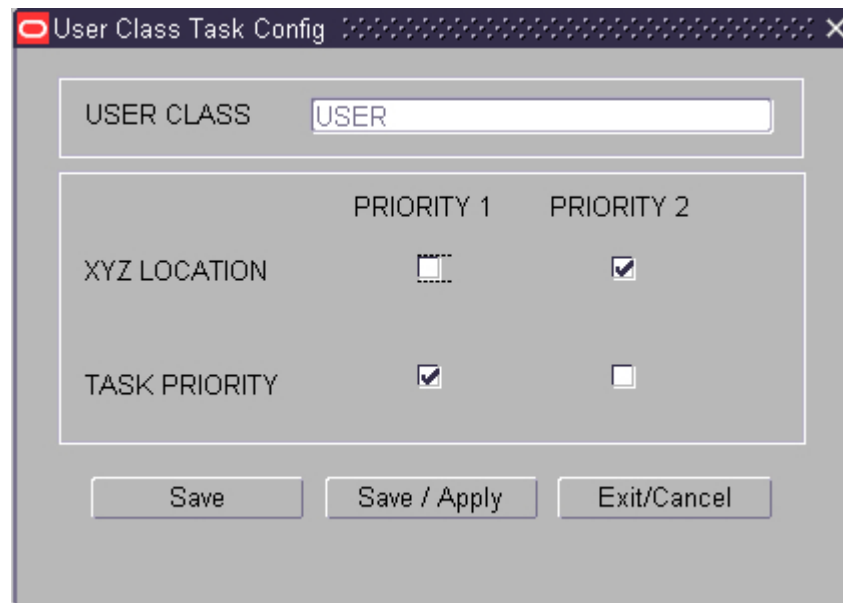 User Class Task Config
USER CLASS USER
PRIORITY 1 PRIORITY 2
XYZ LOCATION
TASK PRIORITY
Save Save / Apply Exit/Cancel